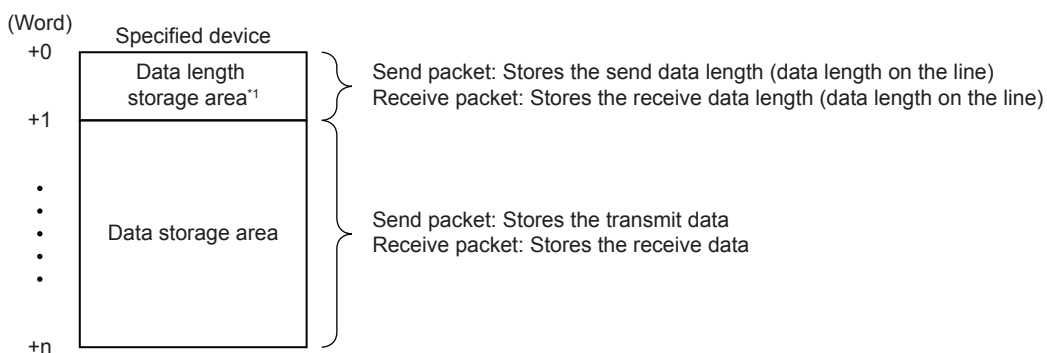 (Word)
Specified device
+0
Data length
storage area*1
Send packet: Stores the send data length (data length on the line)
Receive packet: Stores the receive data length (data length on the line)
+1
Data storage area
Send packet: Stores the transmit data
Receive packet: Stores the receive data
+n